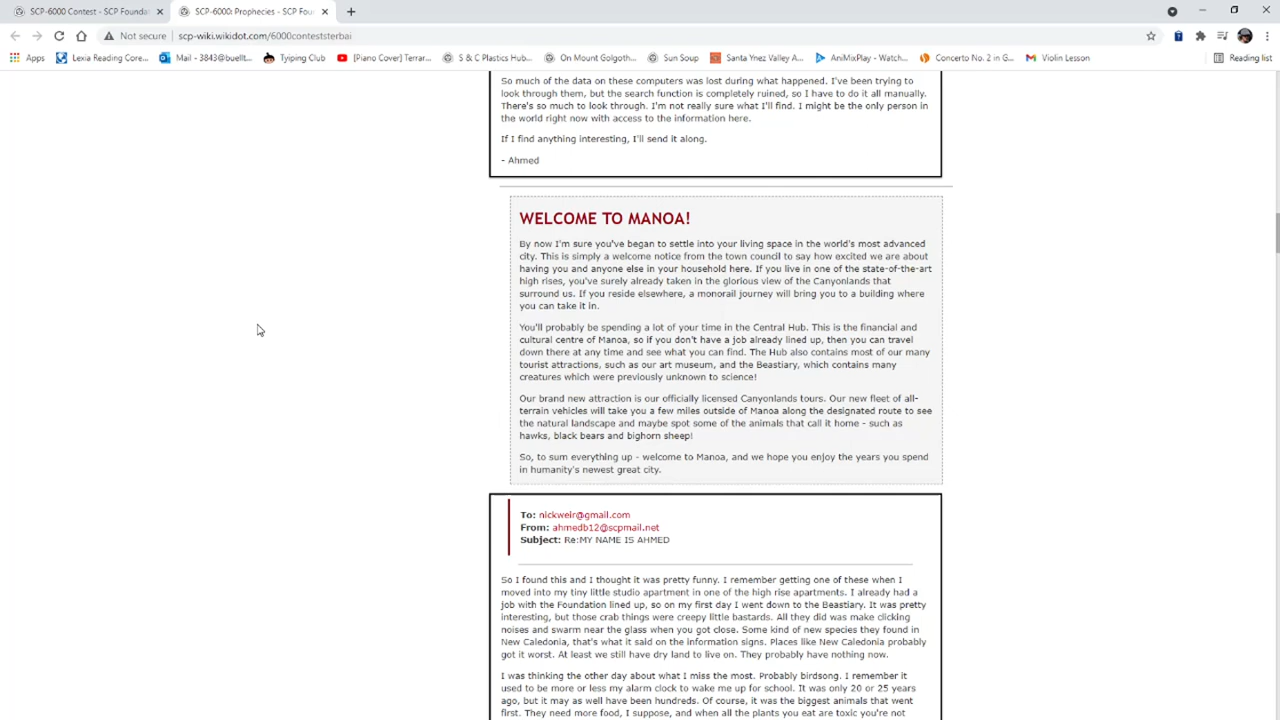 SCP-6000 Contest - SCP Founda
SCP-6000: Prophecies - SCP Fou
Not secure
scp-wiki.wikidot.com/6000conteststerbai
Apps
Lexia Reading Core...
Mail - 3843@buellt...
Tyiping Club
[Piano Cover] Terrar...
S & C Plastics Hub...
On Mount Golgoth...
Sun Soup
Santa Ynez Valley A...
AniMixPlay - Watch...
Concerto No. 2 in G...
Violin Lesson
Reading list
So much of the data on these computers was lost during what happened. I've been trying to
look through them, but the search function is completely ruined, so I have to do it all manually.
There's so much to look through. I'm not really sure what I'll find. I might be the only person in
the world right now with access to the information here.
If I find anything interesting, I'll send it along.
- Ahmed
WELCOME TO MANOA!
By now I'm sure you've began to settle into your living space in the world's most advanced
city. This is simply a welcome notice from the town council to say how excited we are about
having you and anyone else in your household here. If you live in one of the state-of-the-art
high rises, you've surely already taken in the glorious view of the Canyonlands that
surround us. If you reside elsewhere, a monorail journey will bring you to a building where
you can take it in.
You'll probably be spending a lot of your time in the Central Hub. This is the financial and
cultural centre of Manoa, so if you don't have a job already lined up, then you can travel
down there at any time and see what you can find. The Hub also contains most of our many
tourist attractions, such as our art museum, and the Beastiary, which contains many
creatures which were previously unknown to science!
Our brand new attraction is our officially licensed Canyonlands tours. Our new fleet of all-
terrain vehicles will take you a few miles outside of Manoa along the designated route to see
the natural landscape and maybe spot some of the animals that call it home - such as
hawks, black bears and bighorn sheep!
So, to sum everything up - welcome to Manoa, and we hope you enjoy the years you spend
in humanity's newest great city.
To: nickweir@gmail.com
From: ahmedb12@scpmail.net
Subject: Re:MY NAME IS AHMED
So I found this and I thought it was pretty funny. I remember getting one of these when I
moved into my tiny little studio apartment in one of the high rise apartments. I already had a
job with the Foundation lined up, so on my first day I went down to the Beastiary. It was pretty
interesting, but those crab things were creepy little bastards. All they did was make clicking
noises and swarm near the glass when you got close. Some kind of new species they found in
New Caledonia, that's what it said on the information signs. Places like New Caledonia probably
got it worst. At least we still have dry land to live on. They probably have nothing now.
I was thinking the other day about what I miss the most. Probably birdsong. I remember it
used to be more or less my alarm clock to wake me up for school. It was only 20 or 25 years
ago, but it may as well have been hundreds. Of course, it was the biggest animals that went
first. They need more food, I suppose, and when all the plants you eat are toxic you're not